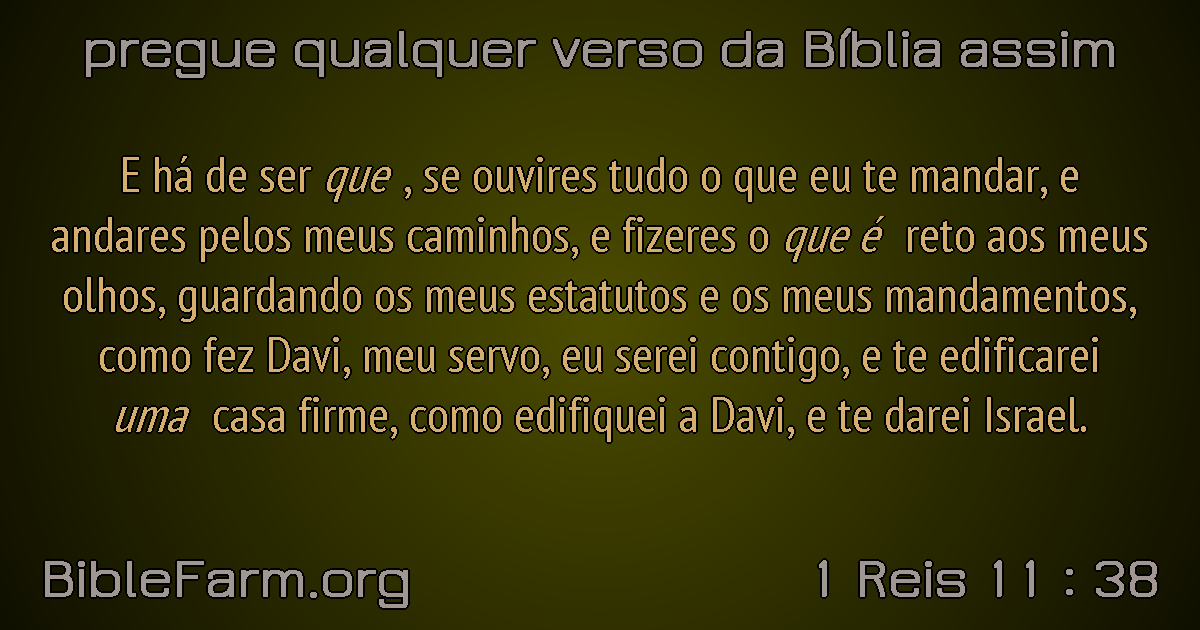 pregue qualquer verso da Bíblia assim
E há de ser que , se ouvires tudo o que eu te mandar, e
andares pelos meus caminhos, e fizeres o que é reto aos meus
olhos, guardando os meus estatutos e os meus mandamentos,
como fez Davi, meu servo, eu serei contigo, e te edificarei
uma casa firme, como edifiquei a Davi, e te darei Israel.
BibleFarm.org
1 Reis 11 : 38